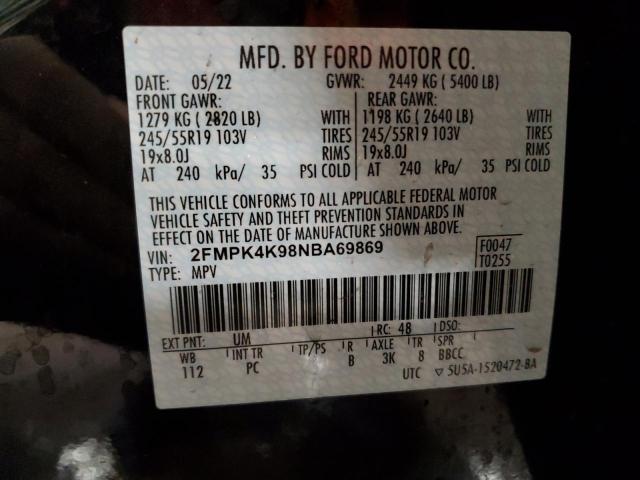 MFD. BY FORD MOTOR CO.
DATE: 05/22 GVWR: 2449 KG ( 5400 LB)
FRONT GAWR: REAR GAWR:
1279 KG ( 2820 LB) WITH 1198 KG ( 2640 LB) WITH
245/55R19 103V TIRES 245/55R19 103V TIRES
19x8.0J RIMS 19x8.0J RIMS
AT 240 kPa/ 35 PSI COLD AT 240 kPa/ 35 PSI COLD
THIS VEHICLE CONFORMS TO ALL APPLICABLE FEDERAL MOTOR
VEHICLE SAFETY AND THEFT PREVENTION STANDARDS IN
EFFECT ON THE DATE OF MANUFACTURE SHOWN ABOVE.
VIN: 2FMPK4K98NBA69869 F0047
TYPE: MPV T0255
EXT PNT: UM RC: 48 DSO:
WB INT TR TP/PS R AXLE TR SPR
112 PC B 3K 8 BBCC
UTC ▽ 5U5A-1520472-BA